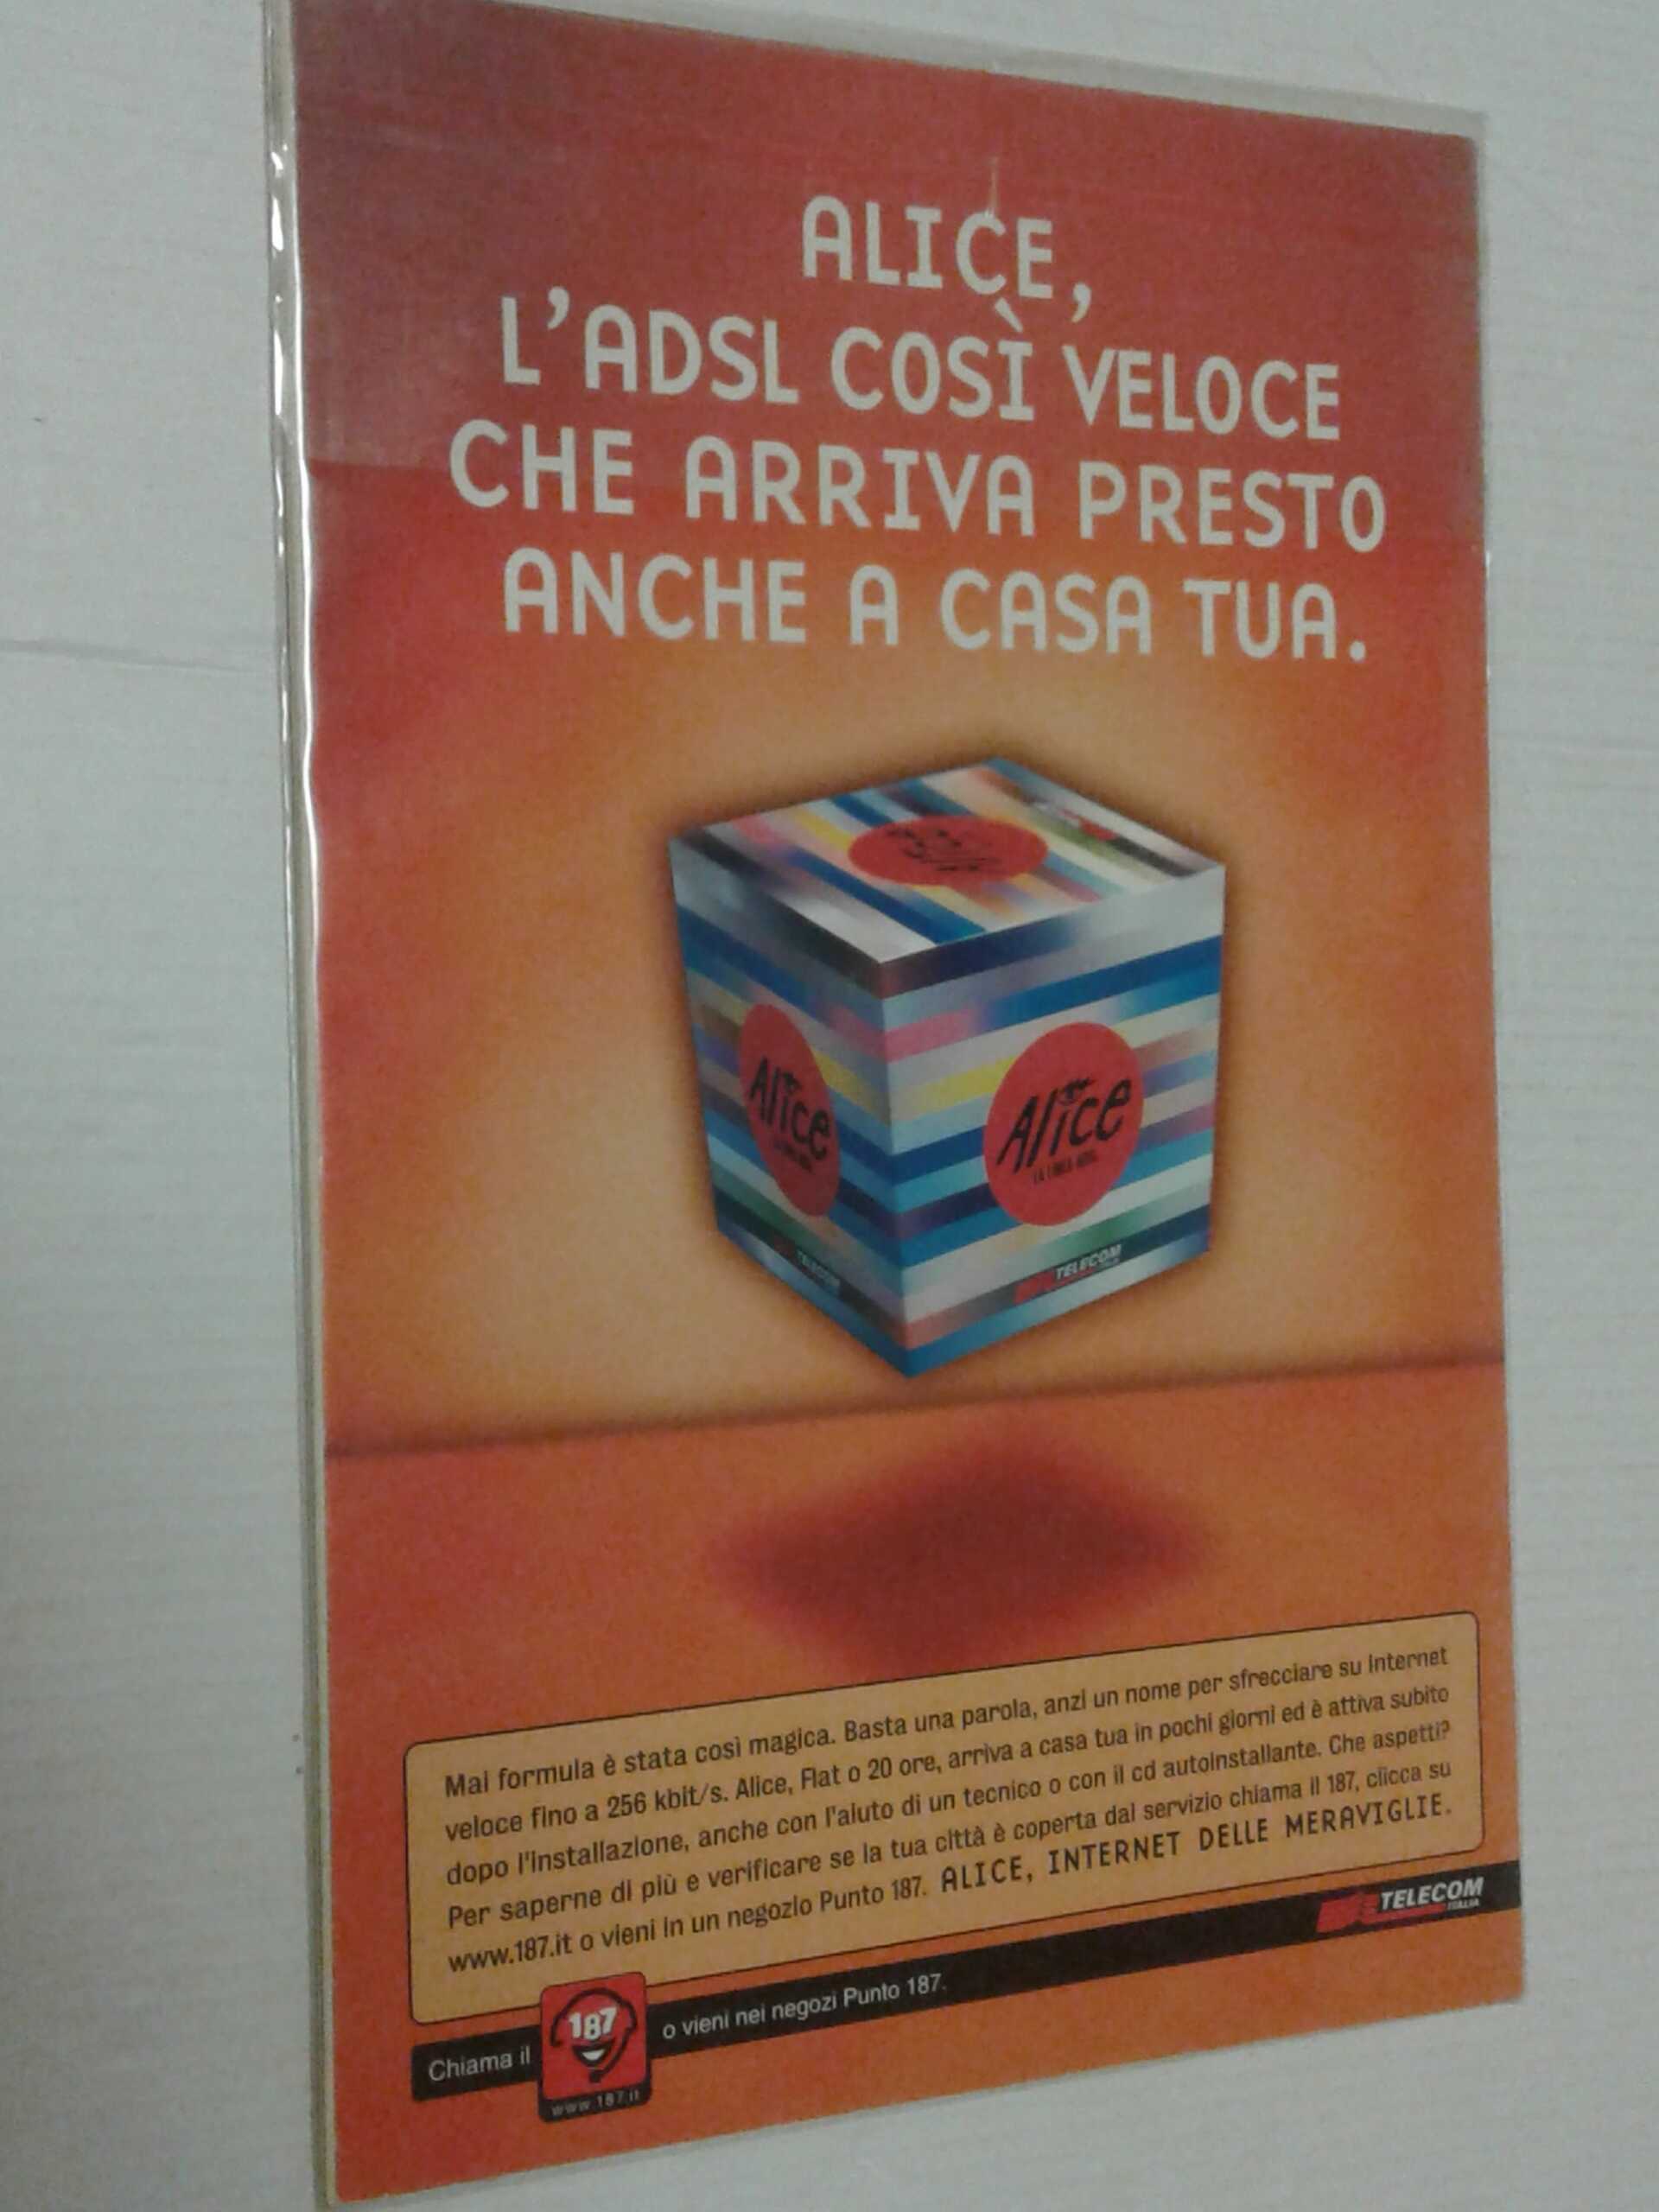 ALICE,
L'ADSL COSÌ VELOCE
CHE ARRIVA PRESTO
ANCHE A CASA TUA.
Alice
Alice
LA LINEA ADSL
TELECOM
TELECOM
Mai formula è stata così magica. Basta una parola, anzi un nome per sfrecciare su Internet
veloce fino a 256 kbit/s. Alice, Flat o 20 ore, arriva a casa tua in pochi giorni ed è attiva subito
dopo l'installazione, anche con l'aiuto di un tecnico o con il cd autoinstallante. Che aspetti?
Per saperne di più e verificare se la tua città è coperta dal servizio chiama il 187, clicca su
www.187.it o vieni in un negozio Punto 187. ALICE, INTERNET DELLE MERAVIGLIE.
TELECOM
ITALIA
Chiama il 187 o vieni nei negozi Punto 187.
www.187.it